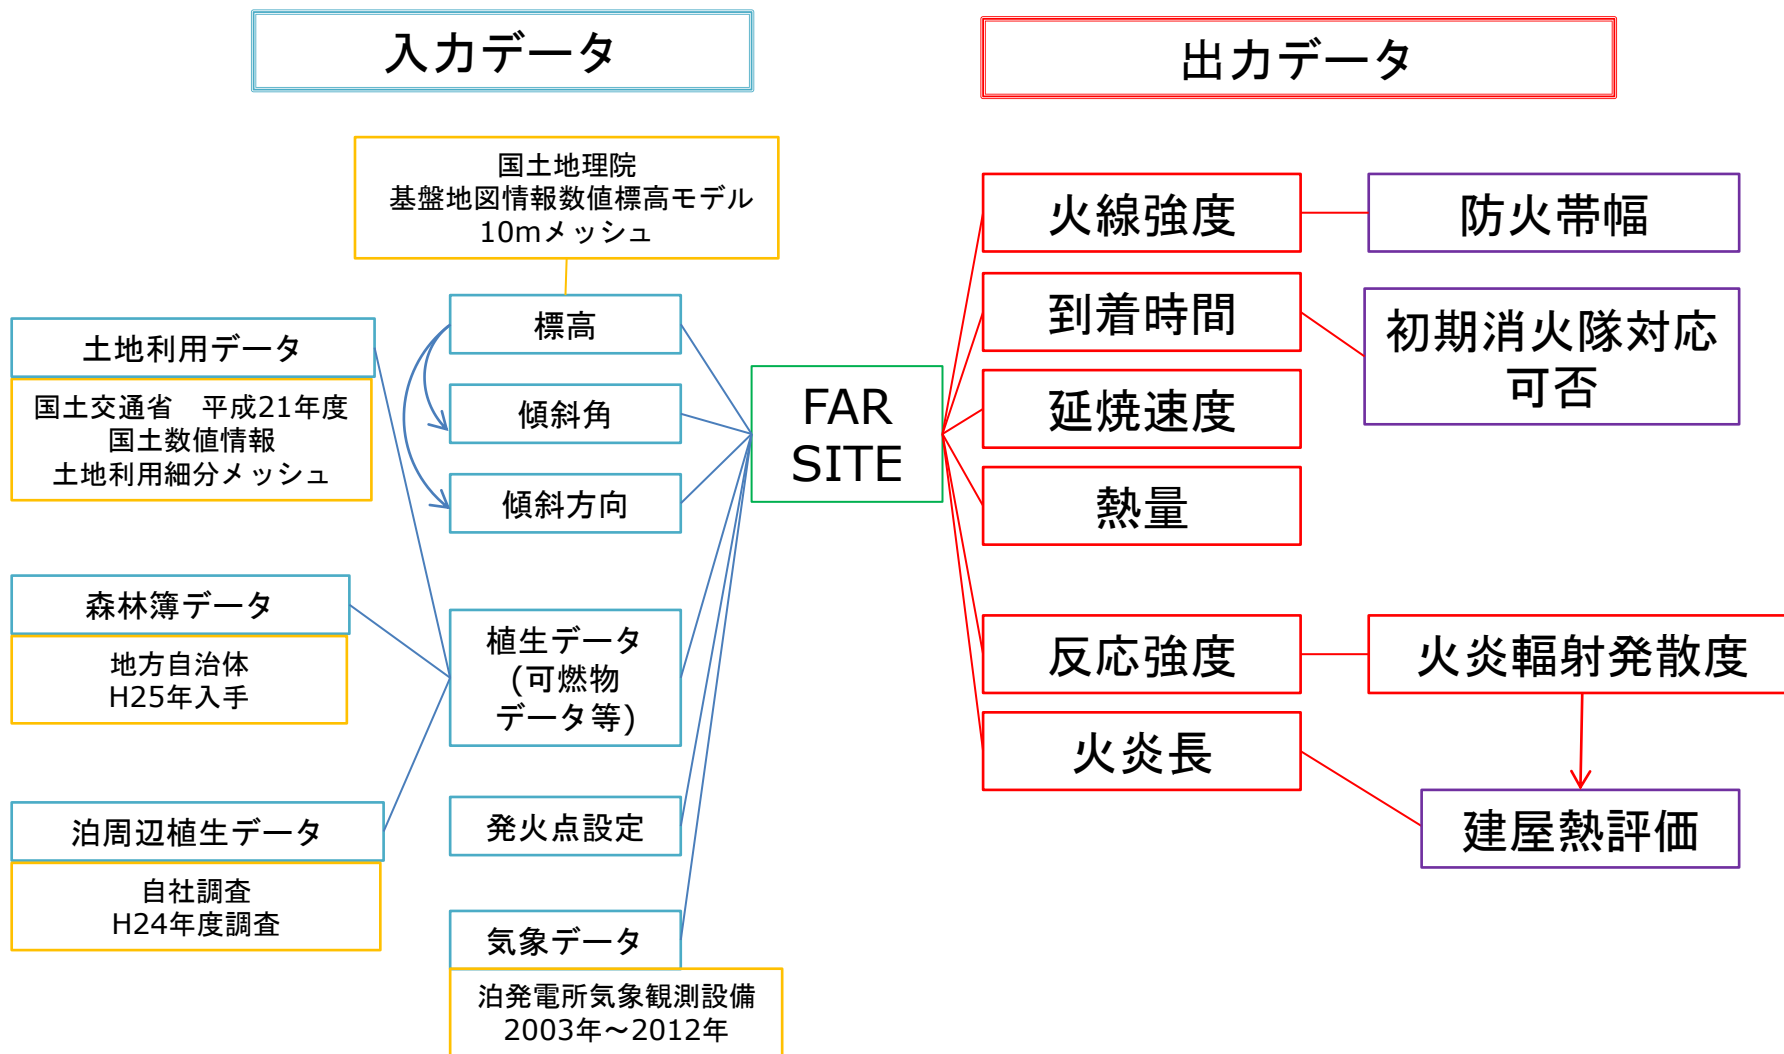 入力データ
出力データ
国土地理院
基盤地図情報数値標高モデル
10mメッシュ
標高
傾斜角
傾斜方向
土地利用データ
国土交通省　平成21年度
国土数値情報
土地利用細分メッシュ
森林簿データ
地方自治体
H25年入手
泊周辺植生データ
自社調査
H24年度調査
植生データ
(可燃物
データ等)
発火点設定
気象データ
泊発電所気象観測設備
2003年～2012年
FAR
SITE
火線強度
防火帯幅
到着時間
初期消火隊対応
可否
延焼速度
熱量
反応強度
火炎輻射発散度
火炎長
建屋熱評価